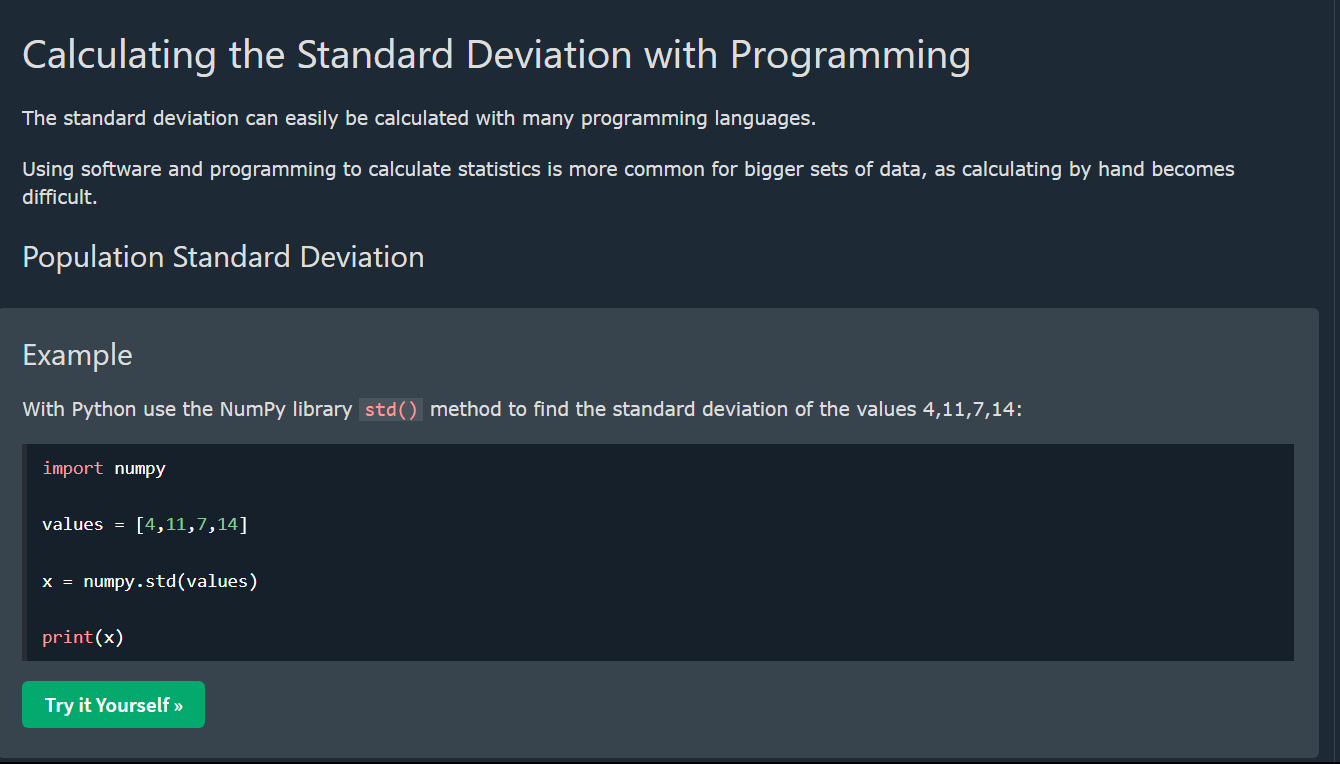 Calculating the Standard Deviation with Programming
The standard deviation can easily be calculated with many programming languages.
Using software and programming to calculate statistics is more common for bigger sets of data, as calculating by hand becomes
difficult.
Population Standard Deviation
Example
With Python use the NumPy library std() method to find the standard deviation of the values 4,11,7,14:
import numpy
values = [4,11,7,14]
x = numpy.std(values)
print(x)
Try it Yourself »